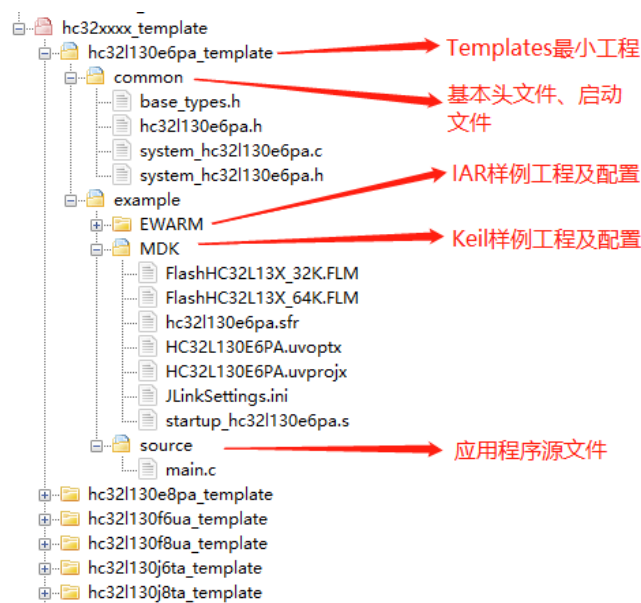 hc32xxxx_template
hc32l130e6pa_template
Templates最小工程
common
base_types.h
基本头文件、启动
文件
hc32l130e6pa.h
system_hc32l130e6pa.c
system_hc32l130e6pa.h
IAR样例工程及配置
example
EWARM
Keil样例工程及配置
MDK
FlashHC32L13X_32K.FLM
FlashHC32L13X_64K.FLM
hc32l130e6pa.sfr
HC32L130E6PA.uvoptx
HC32L130E6PA.uvprojx
JLinkSettings.ini
startup_hc32l130e6pa.s
source
应用程序源文件
main.c
hc32l130e8pa_template
hc32l130f6ua_template
hc32l130f8ua_template
hc32l130j6ta_template
hc32l130j8ta_template